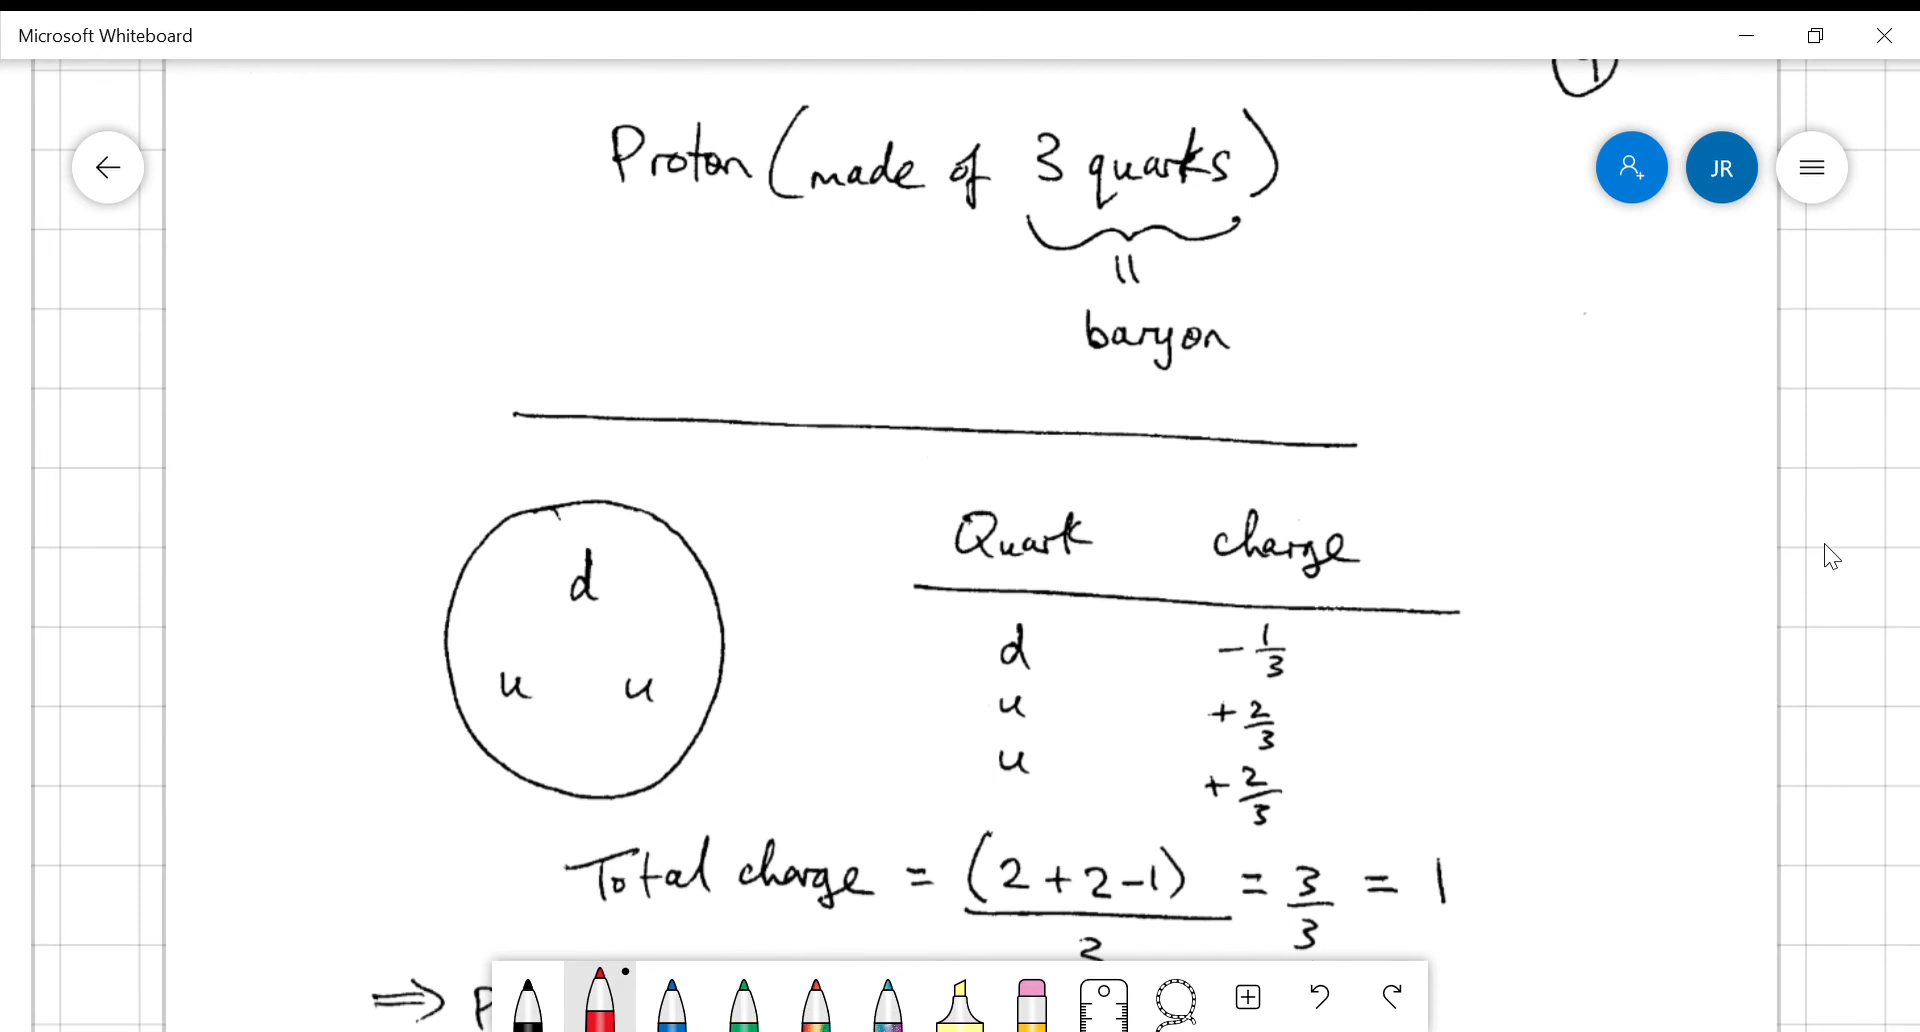 Microsoft Whiteboard
JR
Proton (made of 3 quarks)
=
baryon
d
u u
Quark charge
d -1/3
u +2/3
u +2/3
Total charge = (2+2-1) = 3/3 = 1
⇒